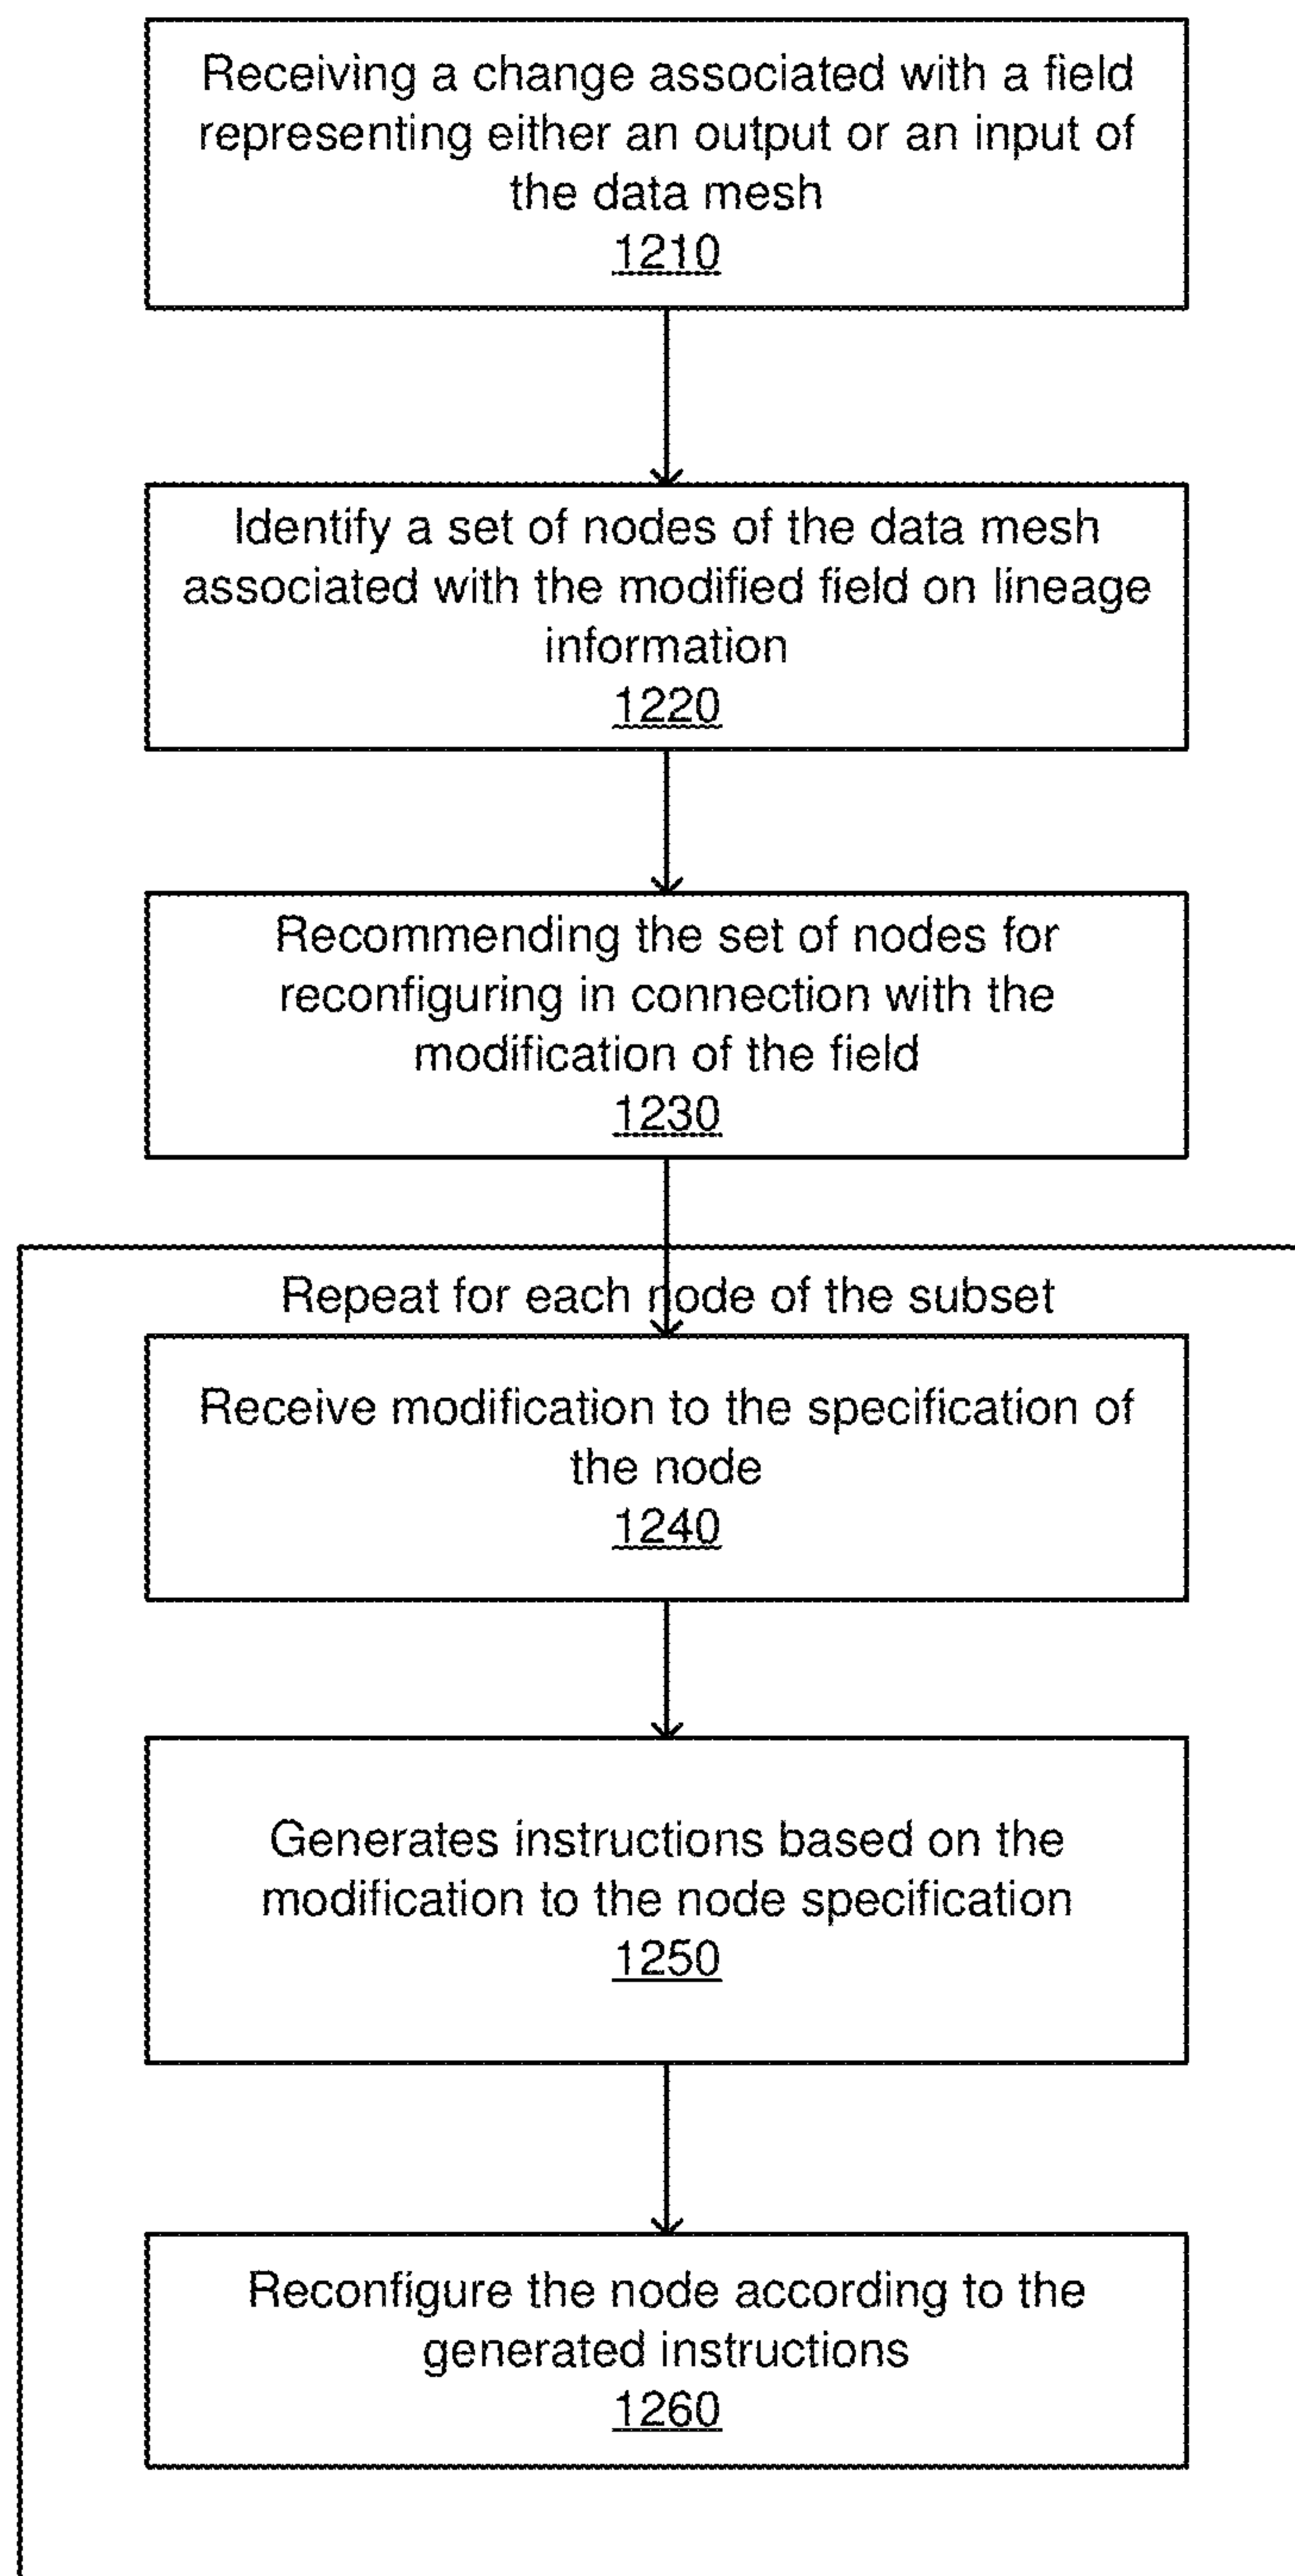 Receiving a change associated with a field
representing either an output or an input of
the data mesh
1210
Identify a set of nodes of the data mesh
associated with the modified field on lineage
information
1220
Recommending the set of nodes for
reconfiguring in connection with the
modification of the field
1230
Repeat for each node of the subset
Receive modification to the specification of
the node
1240
Generates instructions based on the
modification to the node specification
1250
Reconfigure the node according to the
generated instructions
1260